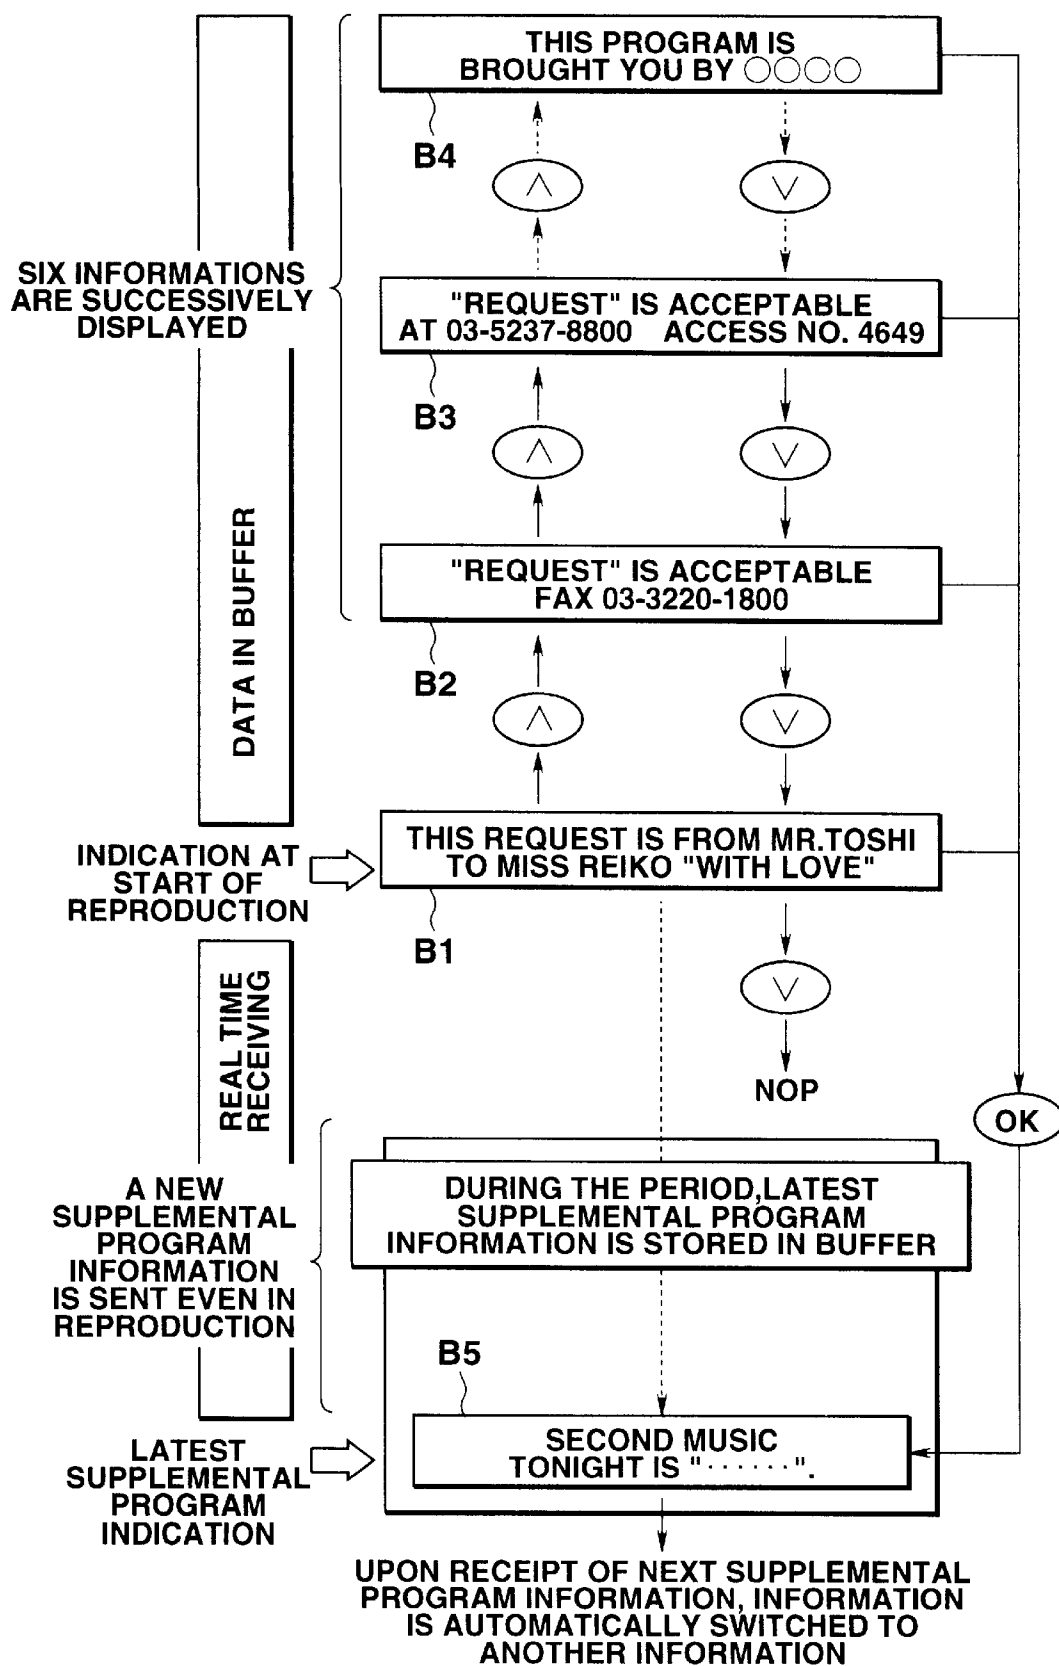 THIS PROGRAM IS
BROUGHT YOU BY ○○○○
B4
∧
∨
SIX INFORMATIONS
ARE SUCCESSIVELY
DISPLAYED
"REQUEST" IS ACCEPTABLE
AT 03-5237-8800 ACCESS NO. 4649
B3
∧
∨
DATA IN BUFFER
"REQUEST" IS ACCEPTABLE
FAX 03-3220-1800
B2
∧
∨
THIS REQUEST IS FROM MR.TOSHI
TO MISS REIKO "WITH LOVE"
INDICATION AT
START OF
REPRODUCTION
B1
∨
NOP
REAL TIME
RECEIVING
OK
A NEW
SUPPLEMENTAL
PROGRAM
INFORMATION
IS SENT EVEN IN
REPRODUCTION
DURING THE PERIOD,LATEST
SUPPLEMENTAL PROGRAM
INFORMATION IS STORED IN BUFFER
B5
SECOND MUSIC
TONIGHT IS "······".
LATEST
SUPPLEMENTAL
PROGRAM
INDICATION
UPON RECEIPT OF NEXT SUPPLEMENTAL
PROGRAM INFORMATION, INFORMATION
IS AUTOMATICALLY SWITCHED TO
ANOTHER INFORMATION